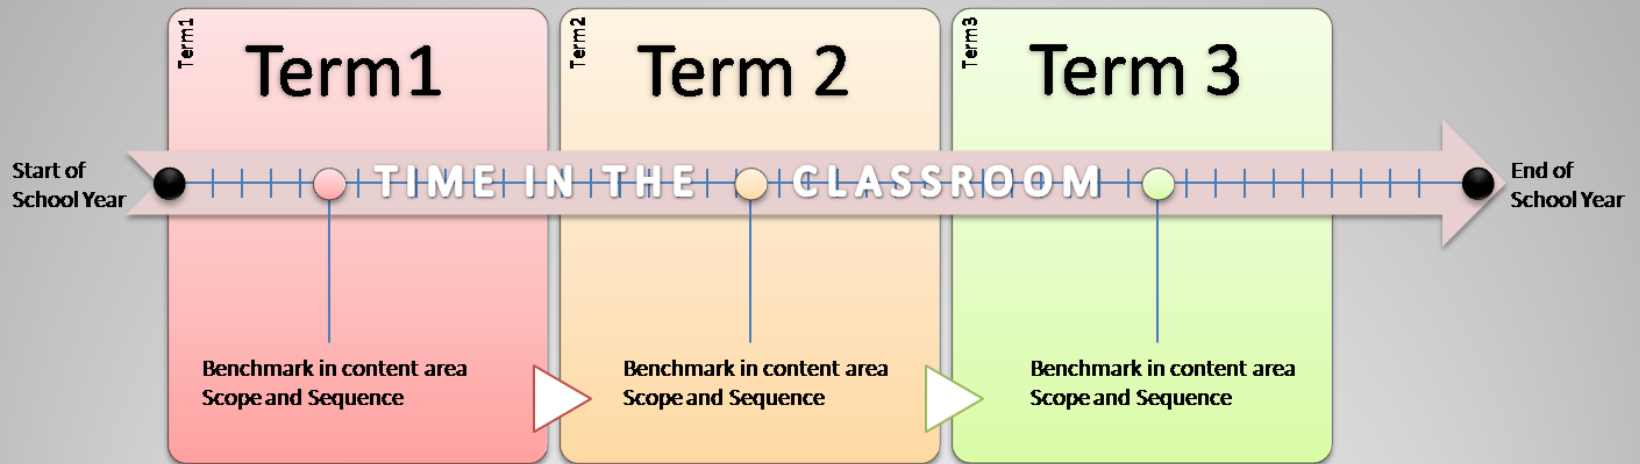 Term1
Term1
Term2
Term 2
Term3
Term 3
Start of
School Year
TIME IN THE CLASSROOM
End of
School Year
Benchmark in content area
Scope and Sequence
Benchmark in content area
Scope and Sequence
Benchmark in content area
Scope and Sequence